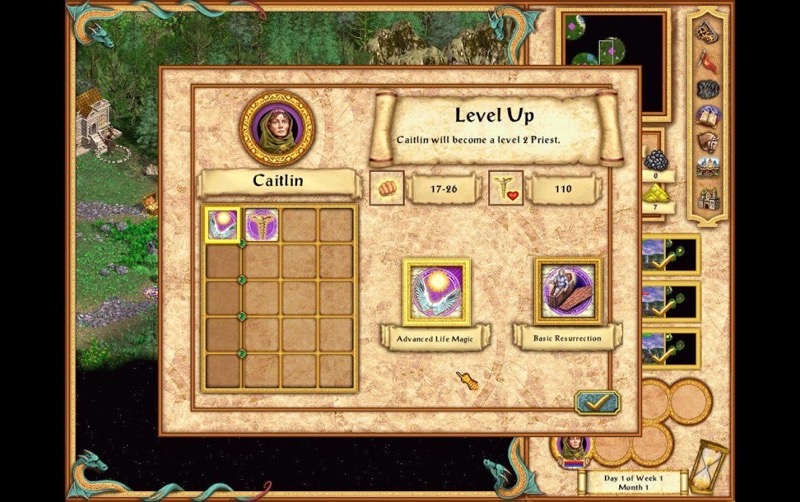 Level Up
Caitlin will become a level 2 Priest.
Caitlin
17-26
110
0
7
Advanced Life Magic
Basic Resurrection
Day 1 of Week 1
Month 1